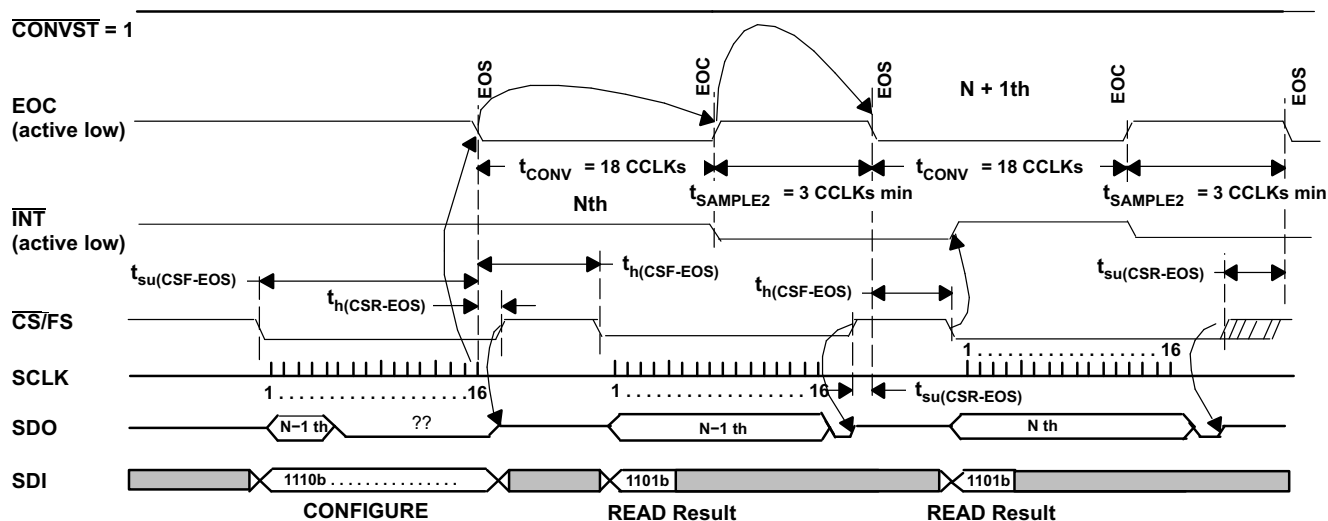 CONVST = 1
EOS
EOC
EOS
N + 1th
EOC
EOS
EOC
(active low)
tCONV = 18 CCLKs
tCONV = 18 CCLKs
tSAMPLE2 = 3 CCLKs min
tSAMPLE2 = 3 CCLKs min
Nth
INT
(active low)
tsu(CSF-EOS)
th(CSF-EOS)
tsu(CSR-EOS)
th(CSR-EOS)
th(CSF-EOS)
CS/FS
1 . . . . . . . . . . . . . . . . . . . 16
SCLK
1 . . . . . . . . . . . . . . . . . . . 16
1 . . . . . . . . . . . . . . . . . . . 16
tsu(CSR-EOS)
SDO
N−1 th
??
N−1 th
N th
SDI
1110b . . . . . . . . . . . . . . .
1101b
1101b
CONFIGURE
READ Result
READ Result